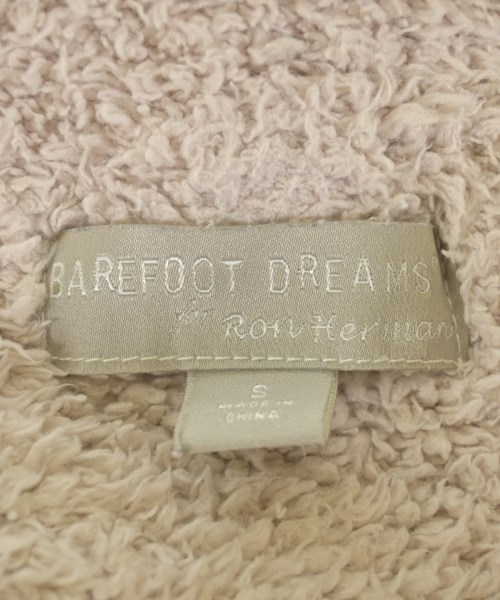 BAREFOOT DREAMS
for Ron Herman
S
MADE IN
CHINA